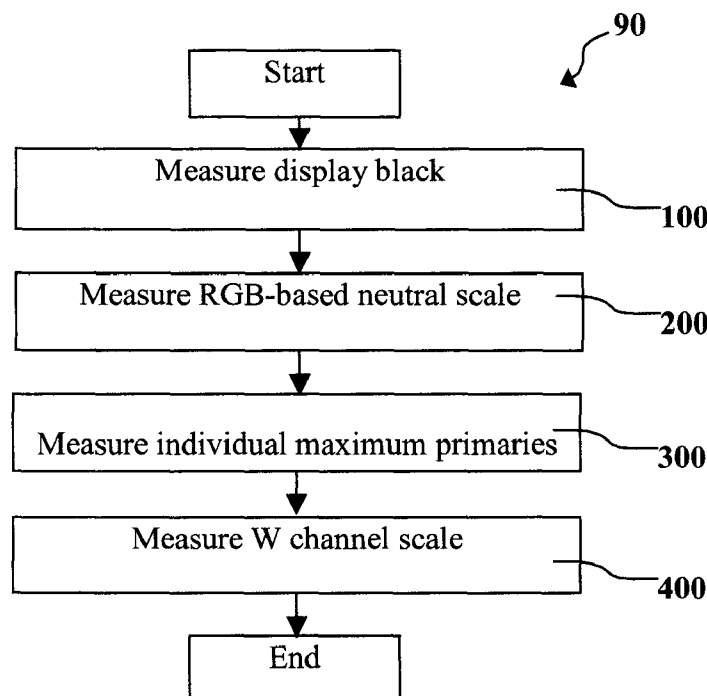 90
Start
Measure display black
100
Measure RGB-based neutral scale
200
Measure individual maximum primaries
300
Measure W channel scale
400
End